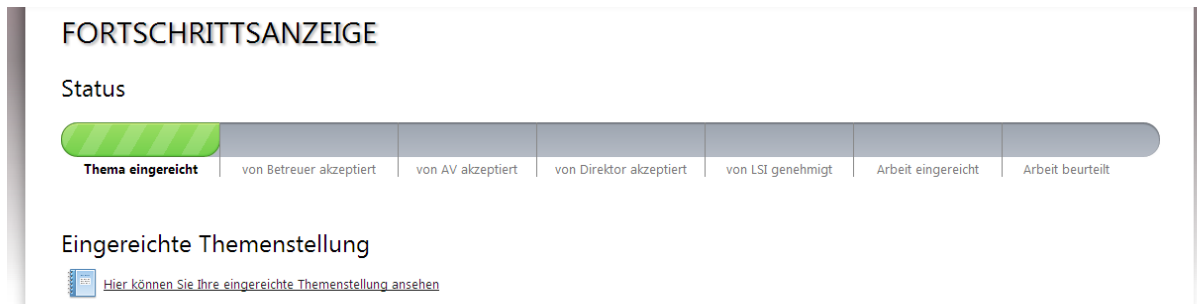 FORTSCHRITTSANZEIGE
Status
Thema eingereicht von Betreuer akzeptiert von AV akzeptiert von Direktor akzeptiert von LSI genehmigt Arbeit eingereicht Arbeit beurteilt
Eingereichte Themenstellung
Hier können Sie Ihre eingereichte Themenstellung ansehen